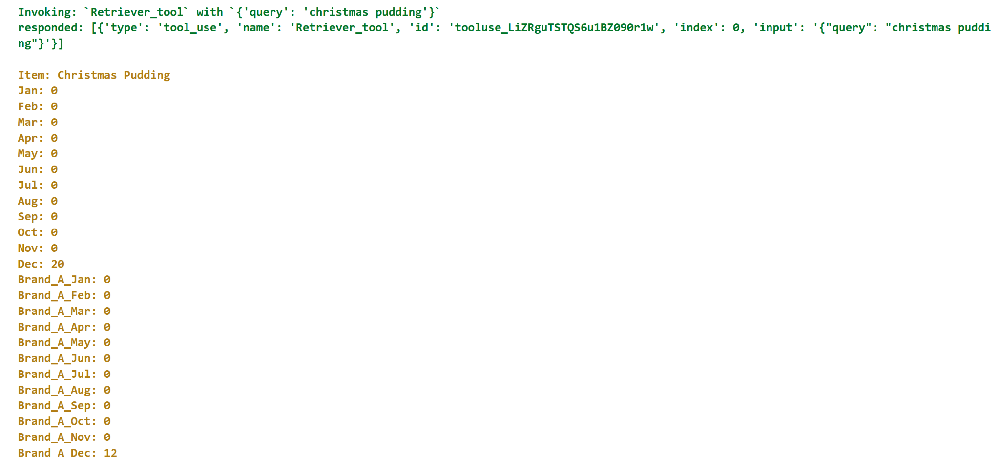 Invoking: `Retriever_tool` with `{'query': 'christmas pudding'}`
responded: [{'type': 'tool_use', 'name': 'Retriever_tool', 'id': 'tooluse_LiZRguTSTQS6u1BZ090r1w', 'index': 0, 'input': '{"query": "christmas puddi
ng"}'}]
Item: Christmas Pudding
Jan: 0
Feb: 0
Mar: 0
Apr: 0
May: 0
Jun: 0
Jul: 0
Aug: 0
Sep: 0
Oct: 0
Nov: 0
Dec: 20
Brand_A_Jan: 0
Brand_A_Feb: 0
Brand_A_Mar: 0
Brand_A_Apr: 0
Brand_A_May: 0
Brand_A_Jun: 0
Brand_A_Jul: 0
Brand_A_Aug: 0
Brand_A_Sep: 0
Brand_A_Oct: 0
Brand_A_Nov: 0
Brand_A_Dec: 12